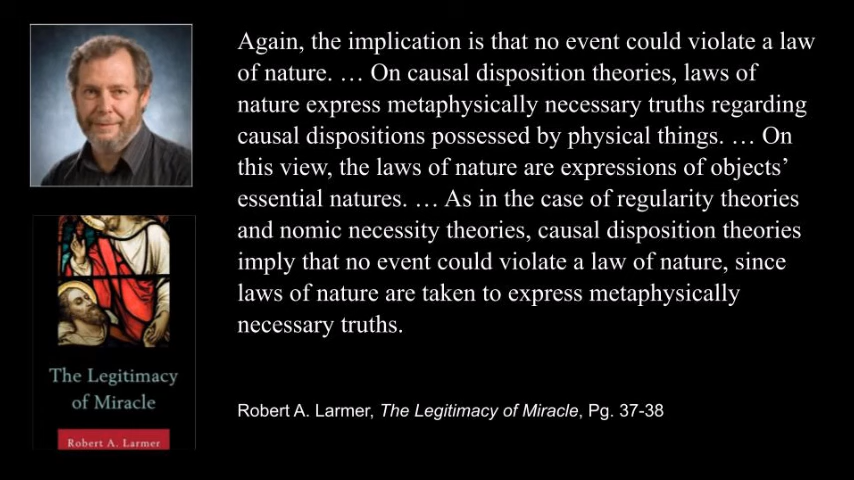 Again, the implication is that no event could violate a law
of nature. … On causal disposition theories, laws of
nature express metaphysically necessary truths regarding
causal dispositions possessed by physical things. … On
this view, the laws of nature are expressions of objects’
essential natures. … As in the case of regularity theories
and nomic necessity theories, causal disposition theories
imply that no event could violate a law of nature, since
laws of nature are taken to express metaphysically
necessary truths.
The Legitimacy
of Miracle
Robert A. Larmer
Robert A. Larmer, The Legitimacy of Miracle, Pg. 37-38